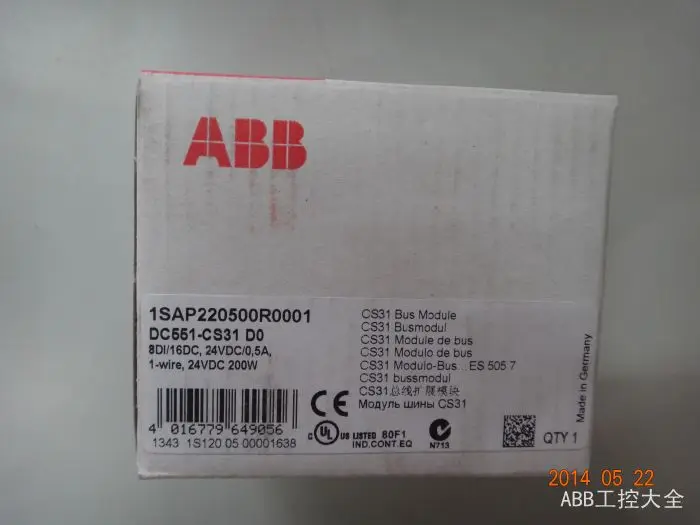 ABB
1SAP220500R0001
DC551-CS31 D0
8DI/16DC, 24VDC/0,5A,
1-wire, 24VDC 200W
CS31 Bus Module
CS31 Busmodul
CS31 Module de bus
CS31 Modulo de bus
CS31 Modulo-Bus... ES 505 7
CS31 bussmodul
CS31总线扩展模块
Модуль шины CS31
Made in Germany
4 016779 649056
1343 1S120 05 00001638
CE
c UL US LISTED 80F1
IND.CONT.EQ
N713
QTY 1
2014 05 22
ABB工控大全